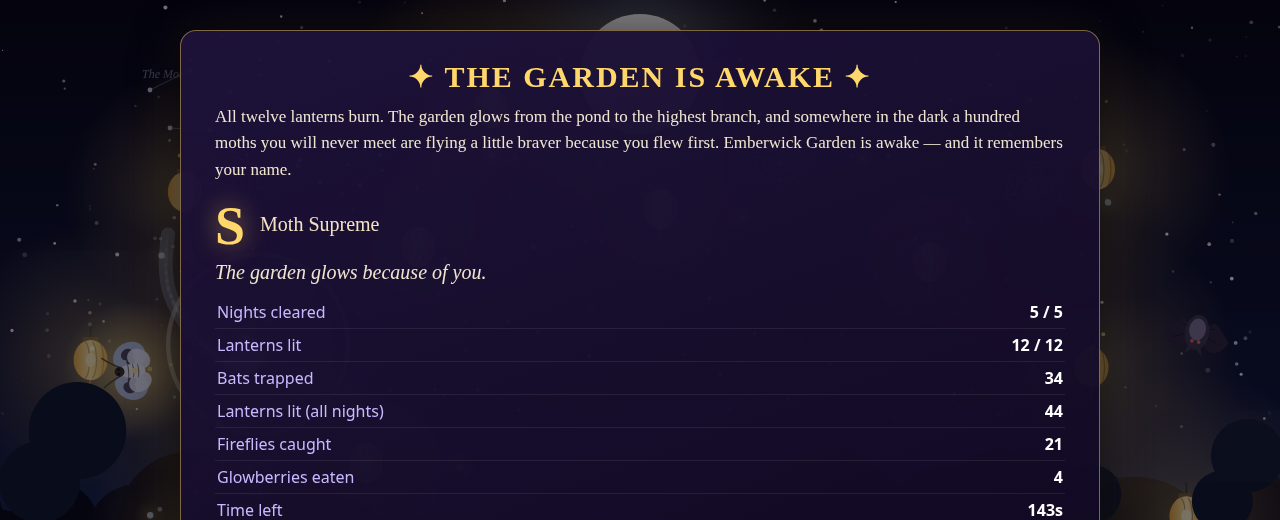 ✦ THE GARDEN IS AWAKE ✦
All twelve lanterns burn. The garden glows from the pond to the highest branch, and somewhere in the dark a hundred
moths you will never meet are flying a little braver because you flew first. Emberwick Garden is awake — and it remembers
your name.
S Moth Supreme
The garden glows because of you.
Nights cleared 5 / 5
Lanterns lit 12 / 12
Bats trapped 34
Lanterns lit (all nights) 44
Fireflies caught 21
Glowberries eaten 4
Time left 143s
The